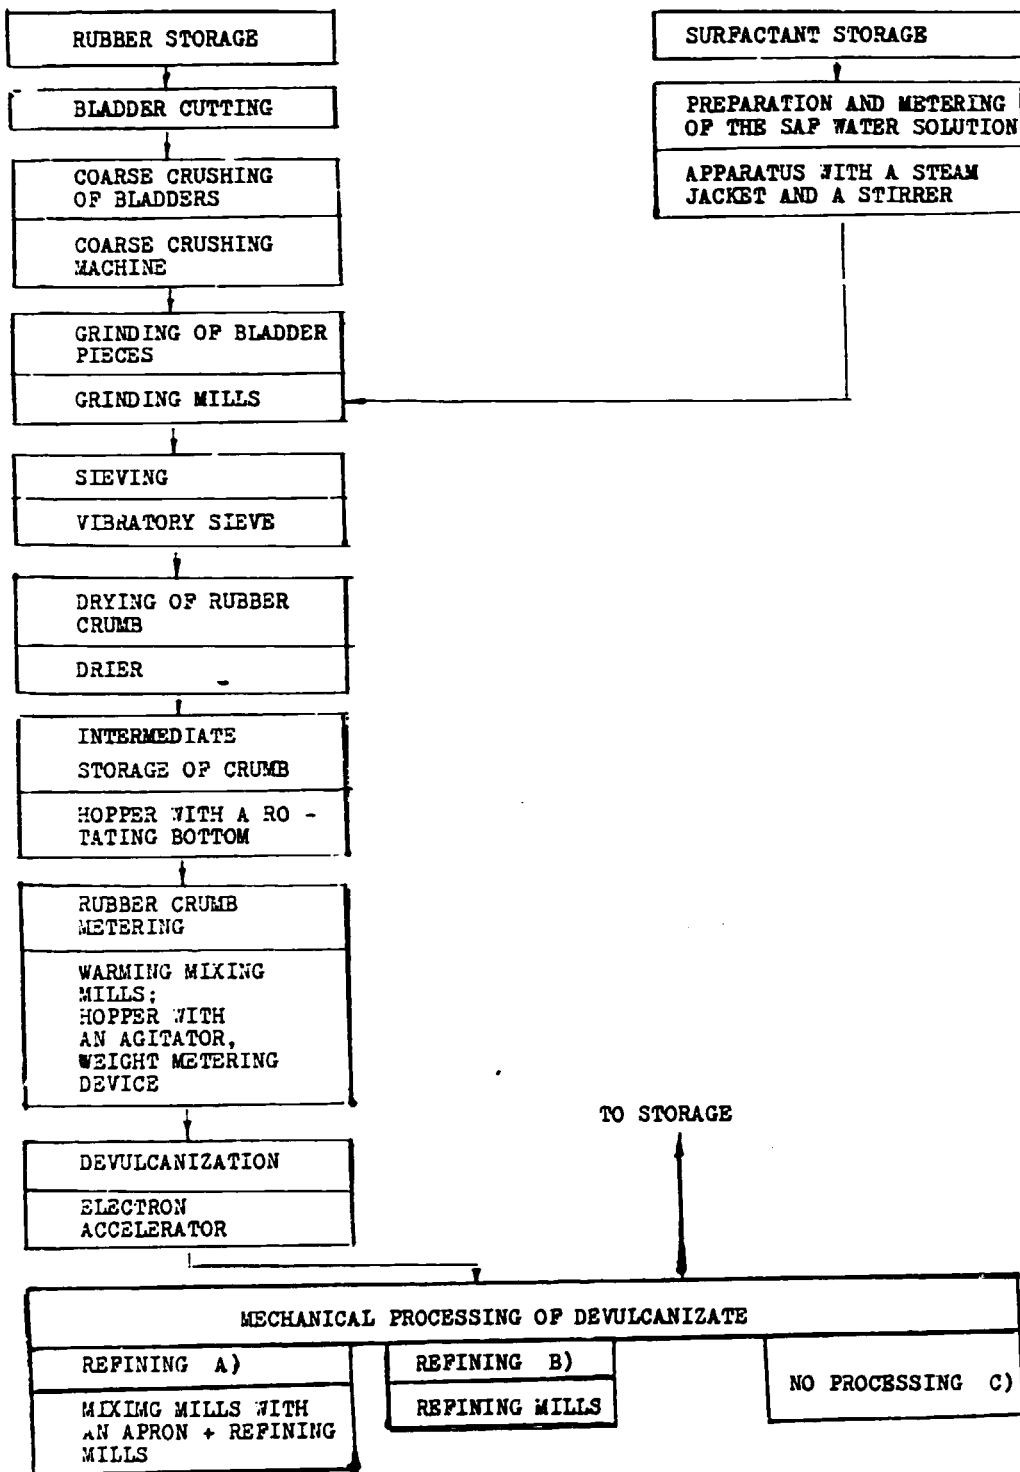 RUBBER STORAGE
BLADDER CUTTING
COARSE CRUSHING
OF BLADDERS
COARSE CRUSHING
MACHINE
GRINDING OF BLADDER
PIECES
GRINDING MILLS
SIEVING
VIBRATORY SIEVE
DRYING OF RUBBER
CRUMB
DRIER
INTERMEDIATE
STORAGE OF CRUMB
HOPPER WITH A RO -
TATING BOTTOM
RUBBER CRUMB
METERING
WARMING MIXING
MILLS;
HOPPER WITH
AN AGITATOR,
WEIGHT METERING
DEVICE
DEVULCANIZATION
ELECTRON
ACCELERATOR
SURFACTANT STORAGE
PREPARATION AND METERING
OF THE SAF WATER SOLUTION
APPARATUS WITH A STEAM
JACKET AND A STIRRER
TO STORAGE
MECHANICAL PROCESSING OF DEVULCANIZATE
REFINING A)
MIXIMG MILLS WITH
AN APRON + REFINING
MILLS
REFINING B)
REFINING MILLS
NO PROCESSING C)